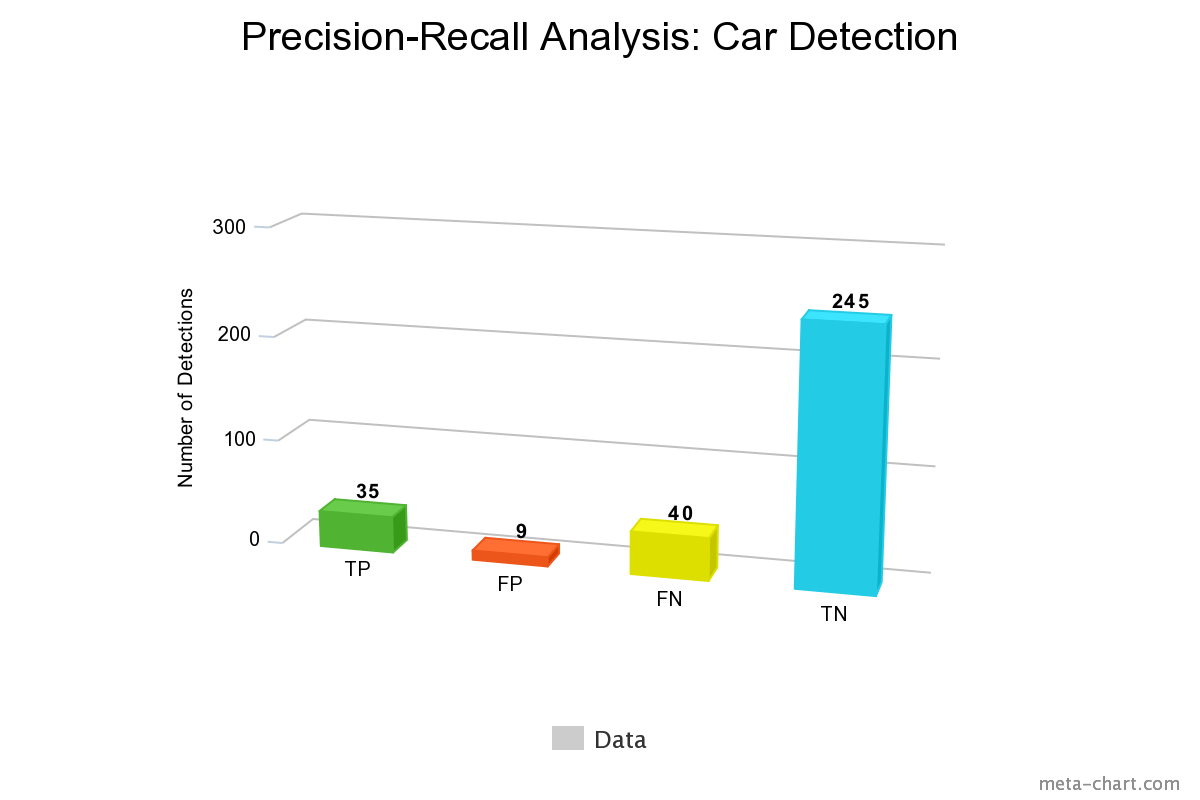 Precision-Recall Analysis: Car Detection
Number of Detections
300
200
100
0
35
9
40
245
TP
FP
FN
TN
Data
meta-chart.com